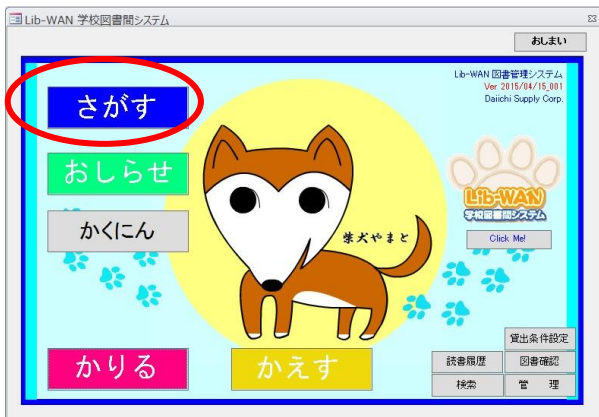 Lib-WAN 学校図書間システム
おしまい
Lib-WAN 図書管理システム
Ver 2015/04/15_001
Daiichi Supply Corp.
さがす
おしらせ
かくにん
柴犬やまと
Lib-WAN
学校図書館システム
Click Me!
貸出条件設定
読書履歴
図書確認
検索
管 理
かりる
かえす